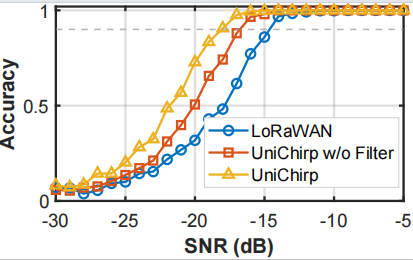 1
0.5
0
Accuracy
LoRaWAN
UniChirp w/o Filter
UniChirp
-30 -25 -20 -15 -10 -5
SNR (dB)